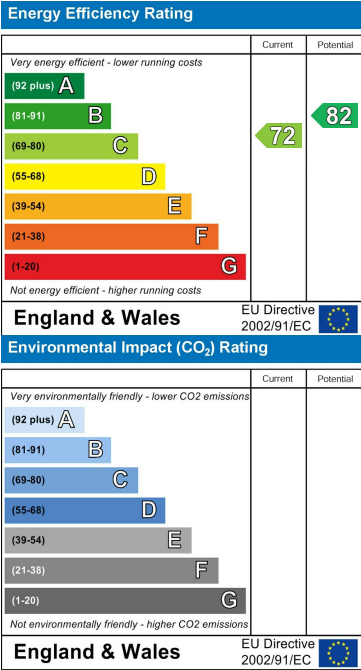 Energy Efficiency Rating
Current Potential
Very energy efficient - lower running costs
(92 plus) A
(81-91) B
(69-80) C
(55-68) D
(39-54) E
(21-38) F
(1-20) G
72
82
Not energy efficient - higher running costs
England & Wales
EU Directive
2002/91/EC
Environmental Impact (CO₂) Rating
Current Potential
Very environmentally friendly - lower CO2 emissions
(92 plus) A
(81-91) B
(69-80) C
(55-68) D
(39-54) E
(21-38) F
(1-20) G
Not environmentally friendly - higher CO2 emissions
England & Wales
EU Directive
2002/91/EC